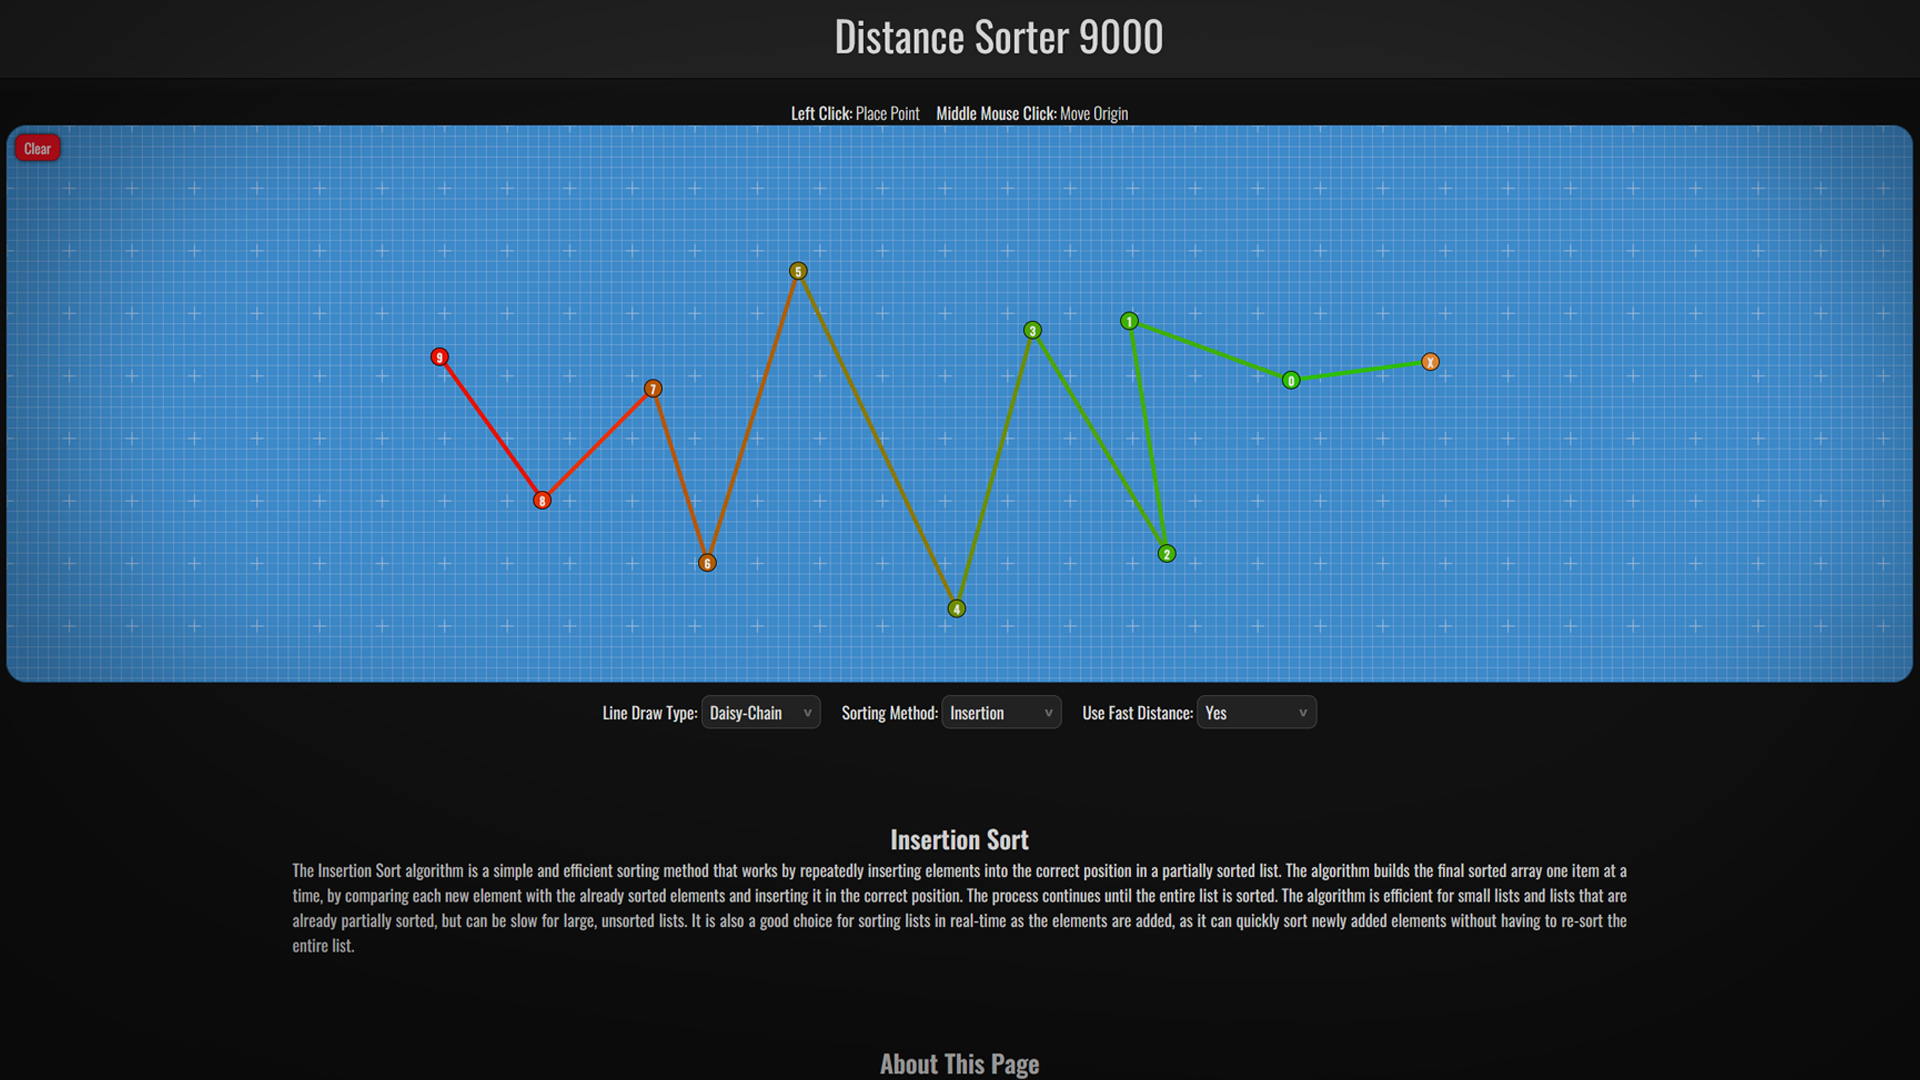 Distance Sorter 9000
Left Click: Place Point Middle Mouse Click: Move Origin
Clear
5
1
3
9
X
0
7
8
2
6
4
Line Draw Type: Daisy-Chain v Sorting Method: Insertion v Use Fast Distance: Yes v
Insertion Sort
The Insertion Sort algorithm is a simple and efficient sorting method that works by repeatedly inserting elements into the correct position in a partially sorted list. The algorithm builds the final sorted array one item at a
time, by comparing each new element with the already sorted elements and inserting it in the correct position. The process continues until the entire list is sorted. The algorithm is efficient for small lists and lists that are
already partially sorted, but can be slow for large, unsorted lists. It is also a good choice for sorting lists in real-time as the elements are added, as it can quickly sort newly added elements without having to re-sort the
entire list.
About This Page